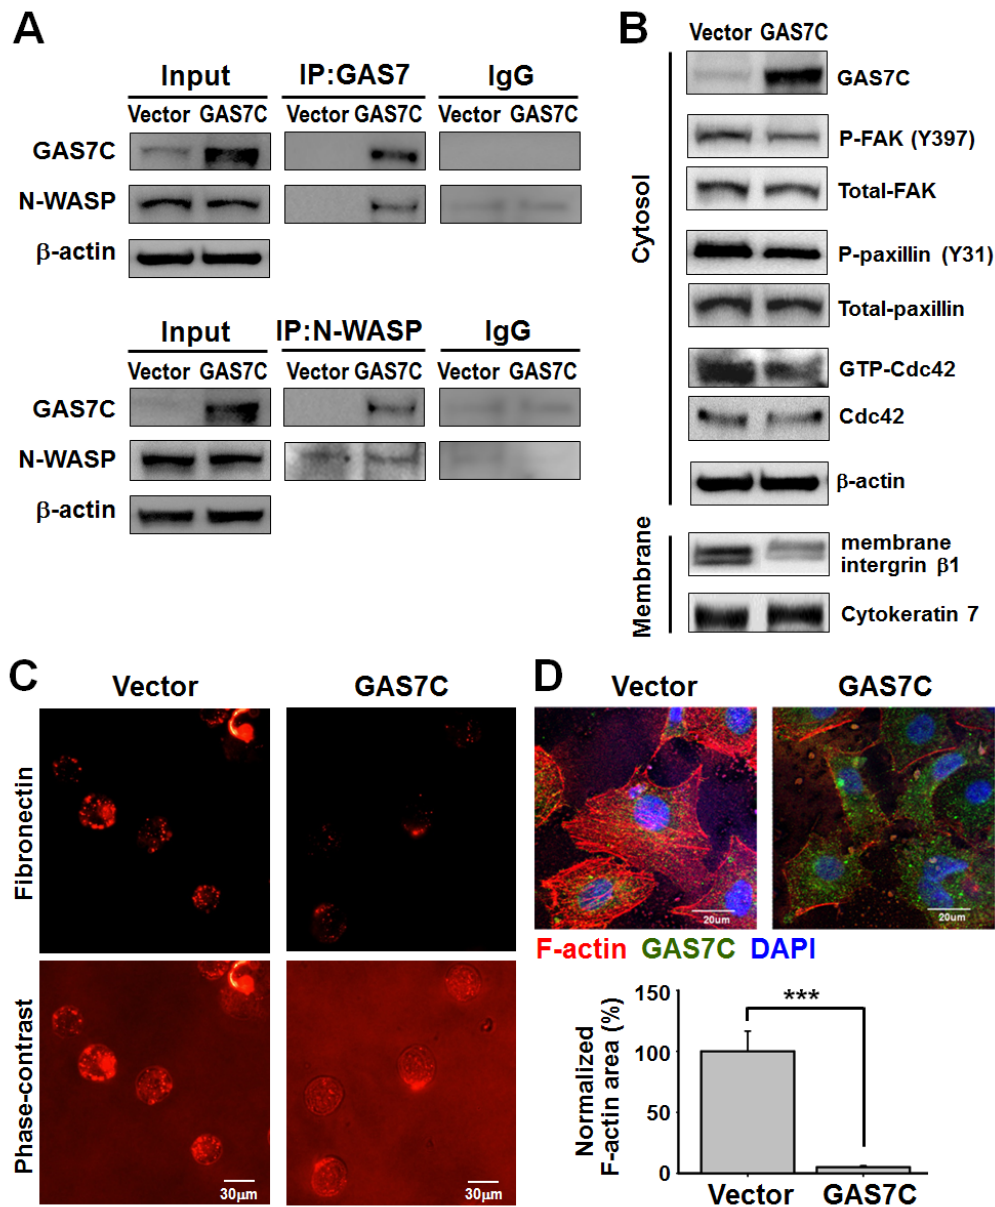 A
Input IP:GAS7 IgG
Vector GAS7C Vector GAS7C Vector GAS7C
GAS7C
N-WASP
β-actin
Input IP:N-WASP IgG
Vector GAS7C Vector GAS7C Vector GAS7C
GAS7C
N-WASP
β-actin
B
Vector GAS7C
Cytosol
GAS7C
P-FAK (Y397)
Total-FAK
P-paxillin (Y31)
Total-paxillin
GTP-Cdc42
Cdc42
β-actin
Membrane
membrane
intergrin β1
Cytokeratin 7
C
Vector GAS7C
Fibronectin
Phase-contrast
30μm 30μm
D
Vector GAS7C
20um 20um
F-actin GAS7C DAPI
Normalized
F-actin area (%)
150
100
50
0
***
Vector GAS7C